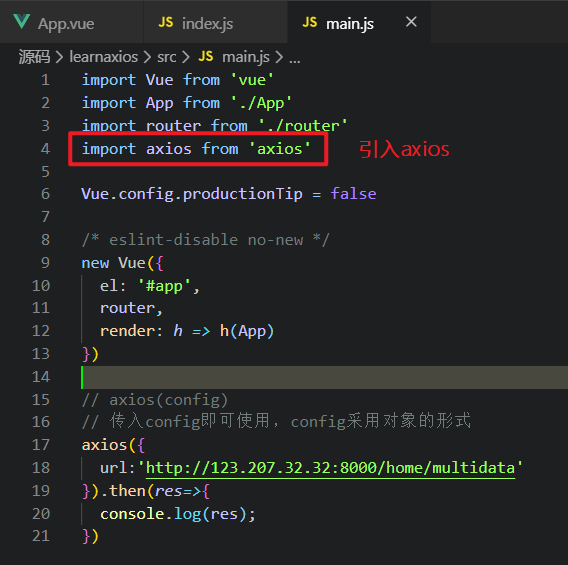 App.vue index.js main.js ×
源码 > learnaxios > src > JS main.js > ...
1 import Vue from 'vue'
2 import App from './App'
3 import router from './router'
4 import axios from 'axios' 引入axios
5
6 Vue.config.productionTip = false
7
8 /* eslint-disable no-new */
9 new Vue({
10 el: '#app',
11 router,
12 render: h => h(App)
13 })
14
15 // axios(config)
16 // 传入config即可使用，config采用对象的形式
17 axios({
18 url:'http://123.207.32.32:8000/home/multidata'
19 }).then(res=>{
20 console.log(res);
21 })